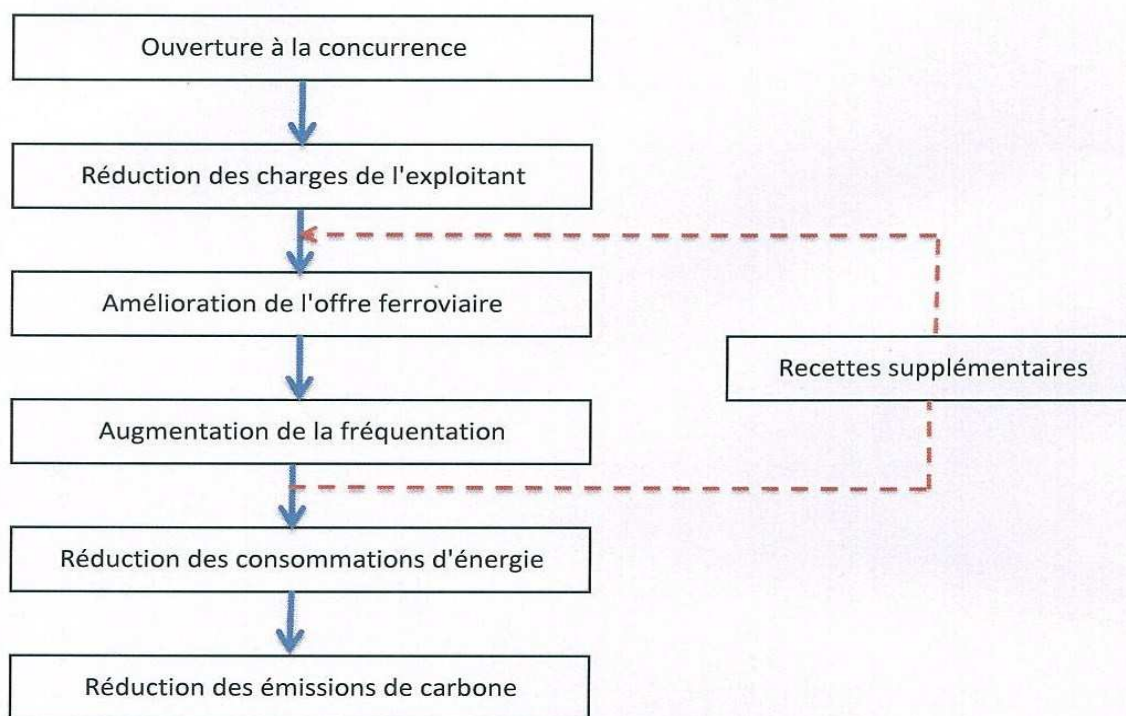 Ouverture à la concurrence
Réduction des charges de l'exploitant
Amélioration de l'offre ferroviaire
Recettes supplémentaires
Augmentation de la fréquentation
Réduction des consommations d'énergie
Réduction des émissions de carbone